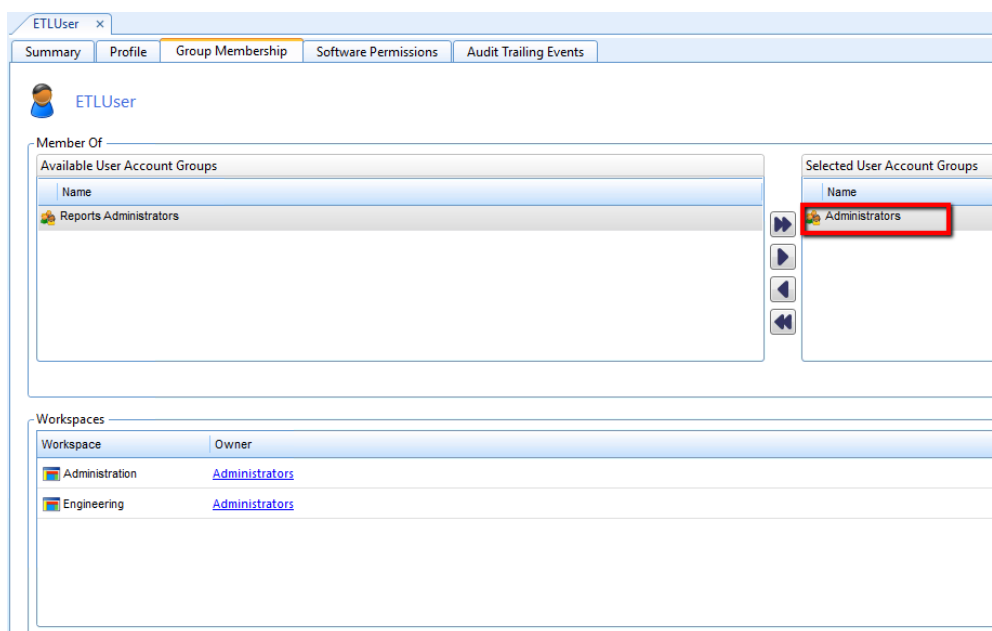 ETLUser ×
Summary Profile Group Membership Software Permissions Audit Trailing Events
ETLUser
Member Of
Available User Account Groups
Name
Reports Administrators
Selected User Account Groups
Name
Administrators
Workspaces
Workspace Owner
Administration Administrators
Engineering Administrators